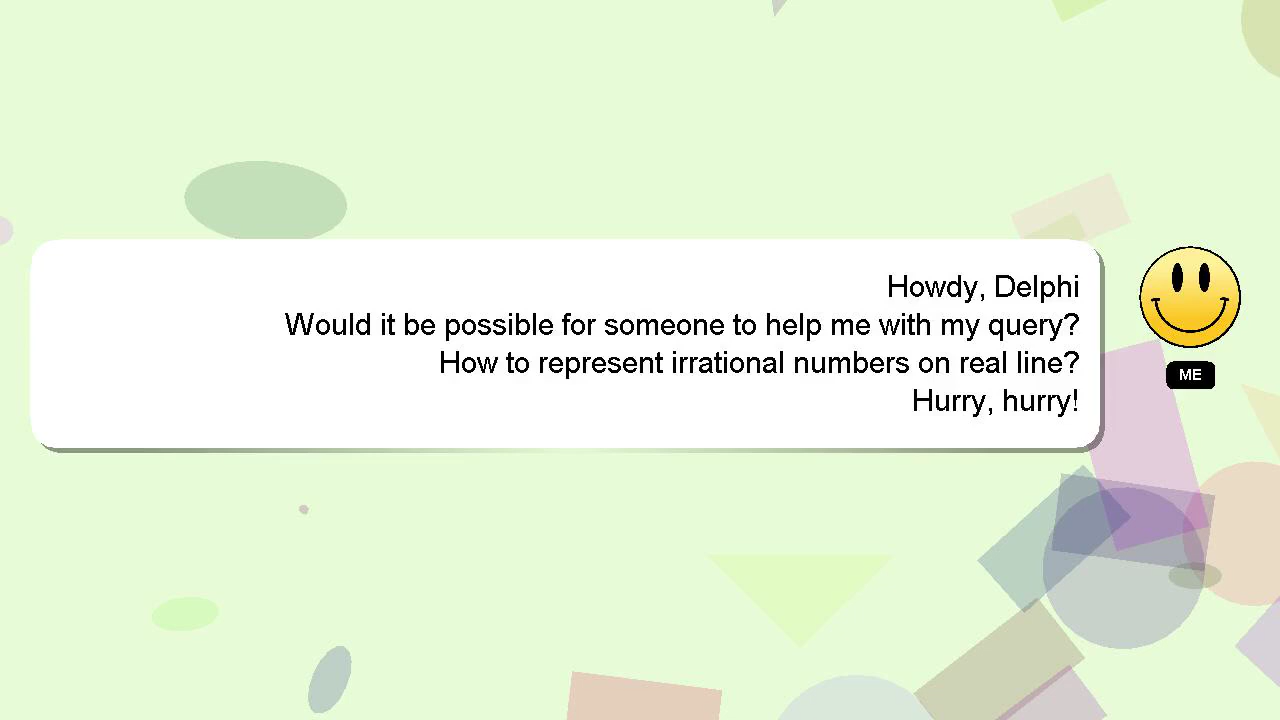 Howdy, Delphi
Would it be possible for someone to help me with my query?
How to represent irrational numbers on real line?
Hurry, hurry!
ME